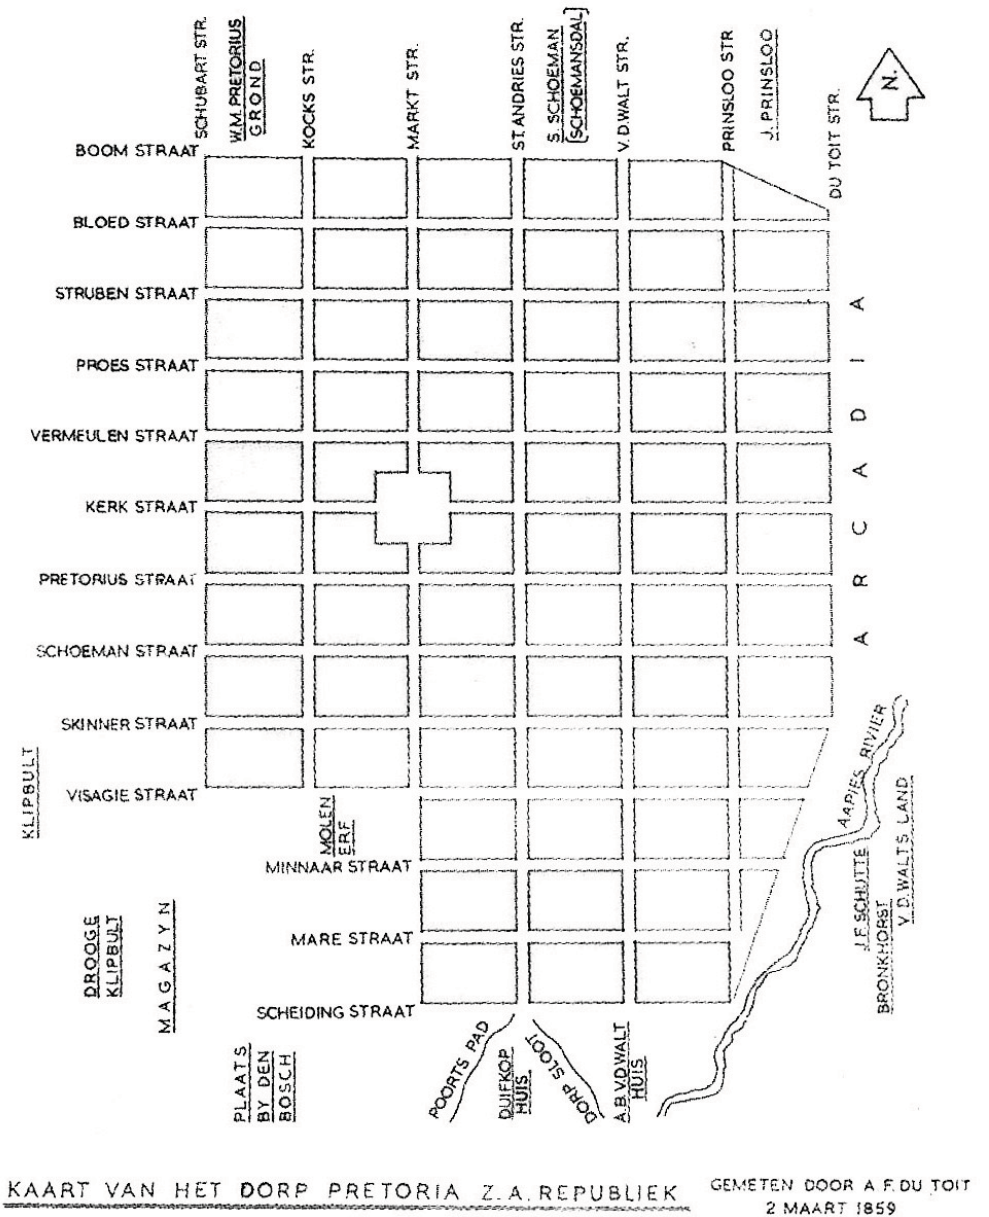 SCHUBART STR.
W.M. PRETORIUS
GROND
KOCKS STR.
MARKT STR.
ST. ANDRIES STR.
S. SCHOEMAN
[SCHOEMANSDAL]
V.D. WALT STR.
PRINSLOO STR
J. PRINSLOO
DU TOIT STR.
N.
BOOM STRAAT
BLOED STRAAT
STRUBEN STRAAT
PROES STRAAT
VERMEULEN STRAAT
KERK STRAAT
PRETORIUS STRAAT
SCHOEMAN STRAAT
SKINNER STRAAT
VISAGIE STRAAT
MINNAAR STRAAT
MARE STRAAT
SCHEIDING STRAAT
ARCADIA
KLIPBULT
MOLEN
ERF
DROOGE
KLIPBULT
MAGAZYN
PLAATS
BY DEN
BOSCH
POORTS PAD
DUIFKOP
HUIS
DORP SLOOT
A.B. V.D WALT
HUIS
AAPIES RIVIER
J.F. SCHUTTE
BRONKHORST
V. D. WALTS LAND
KAART VAN HET DORP PRETORIA Z.A. REPUBLIEK
GEMETEN DOOR A. F. DU TOIT
2 MAART 1859